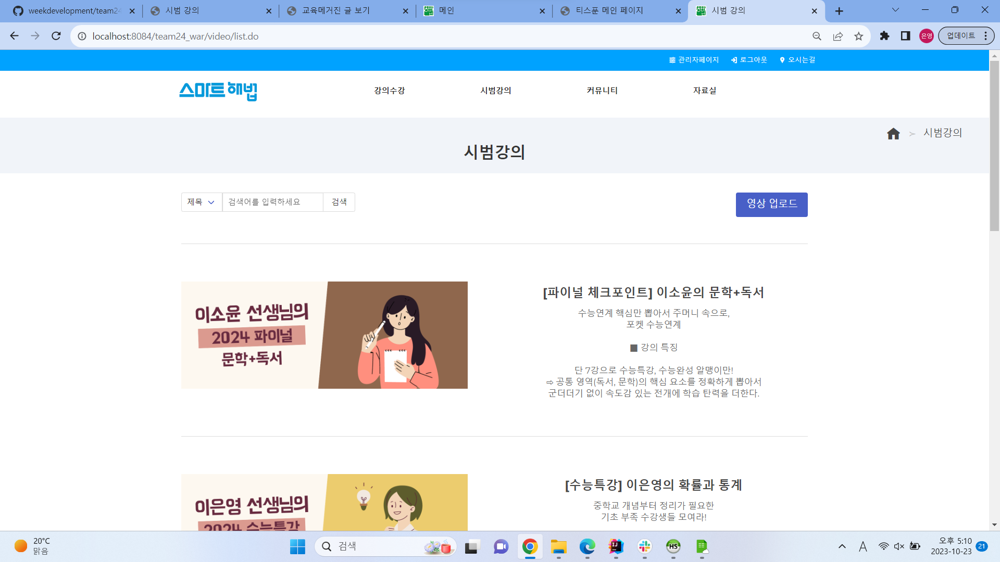 weekdevelopment/team24
시범 강의
교육메거진 글 보기
메인
티스푼 메인 페이지
시범 강의
localhost:8084/team24_war/video/list.do
은영
업데이트
관리자페이지
로그아웃
오시는길
스마트해법
강의수강
시범강의
커뮤니티
자료실
≻ 시범강의
시범강의
제목
검색어를 입력하세요
검색
영상 업로드
이소윤 선생님의
2024 파이널
문학+독서
[파이널 체크포인트] 이소윤의 문학+독서
수능연계 핵심만 뽑아서 주머니 속으로,
포켓 수능연계
■ 강의 특징
단 7강으로 수능특강, 수능완성 알맹이만!
⇨ 공통 영역(독서, 문학)의 핵심 요소를 정확하게 뽑아서
군더더기 없이 속도감 있는 전개에 학습 탄력을 더한다.
이은영 선생님의
2024 수능특강
[수능특강] 이은영의 확률과 통계
중학교 개념부터 정리가 필요한
기초 부족 수강생들 모여라!
20°C
맑음
검색
IJ
HS
A
오후 5:10
2023-10-23
21